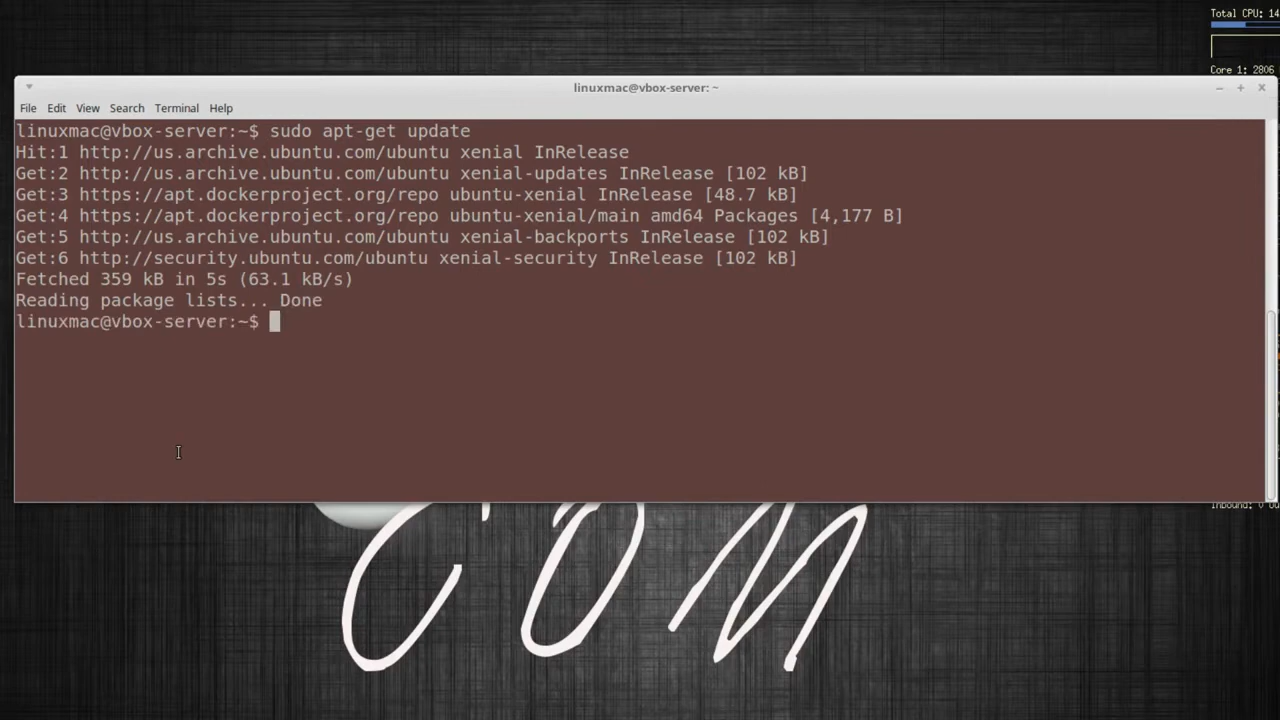 Total CPU: 14
Core 1: 2806
linuxmac@vbox-server: ~
File Edit View Search Terminal Help
linuxmac@vbox-server:~$ sudo apt-get update
Hit:1 http://us.archive.ubuntu.com/ubuntu xenial InRelease
Get:2 http://us.archive.ubuntu.com/ubuntu xenial-updates InRelease [102 kB]
Get:3 https://apt.dockerproject.org/repo ubuntu-xenial InRelease [48.7 kB]
Get:4 https://apt.dockerproject.org/repo ubuntu-xenial/main amd64 Packages [4,177 B]
Get:5 http://us.archive.ubuntu.com/ubuntu xenial-backports InRelease [102 kB]
Get:6 http://security.ubuntu.com/ubuntu xenial-security InRelease [102 kB]
Fetched 359 kB in 5s (63.1 kB/s)
Reading package lists... Done
linuxmac@vbox-server:~$
Inbound: 0
com